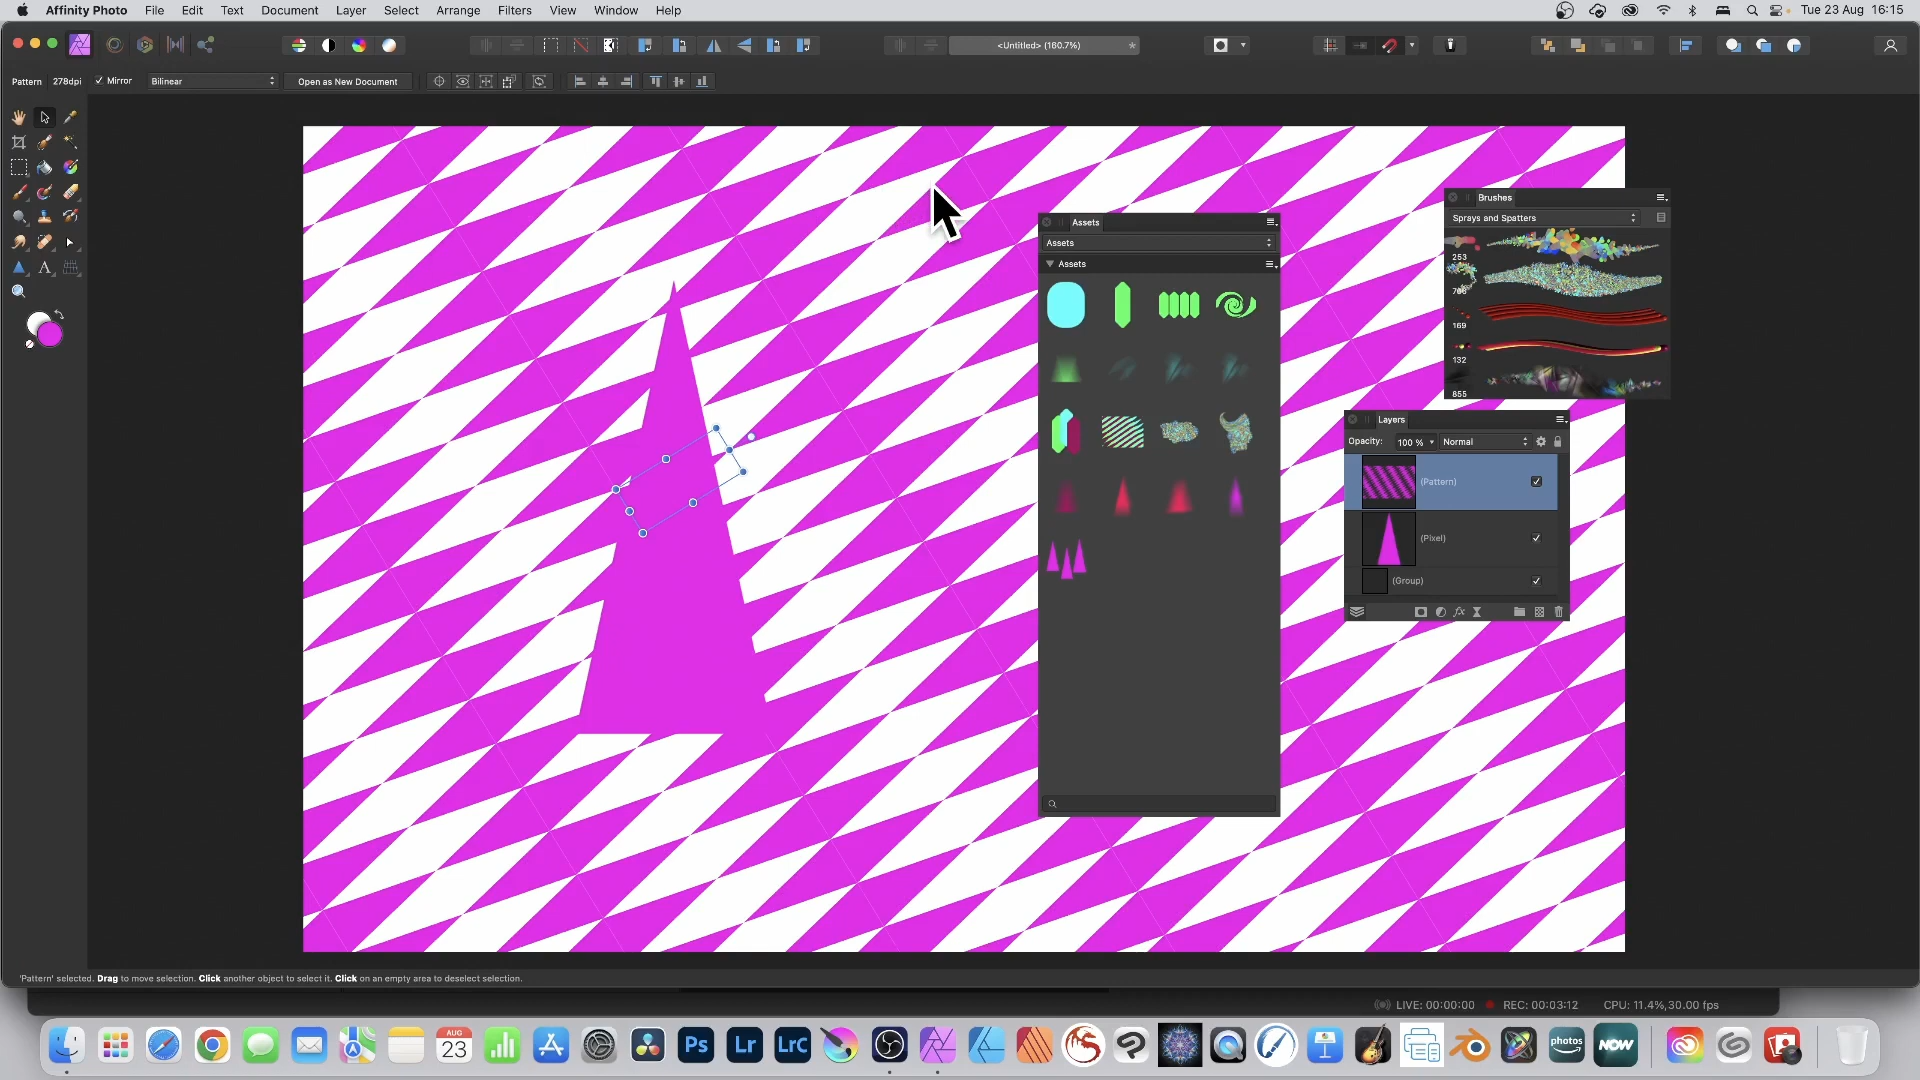 Affinity Photo File Edit Text Document Layer Select Arrange Filters View Window Help
Tue 23 Aug 16:15
<Untitled> (160.7%)
Pattern 278dpi Mirror Bilinear Open as New Document
Assets
Assets
Assets
Brushes
Sprays and Spatters
253
169
132
855
Layers
Opacity: 100 % Normal
(Pattern)
(Pixel)
(Group)
'Pattern' selected. Drag to move selection. Click another object to select it. Click on an empty area to deselect selection.
LIVE: 00:00:00 REC: 00:03:12 CPU: 11.4%,30.00 fps
AUG
23
Ps
Lr
LrC
photos
NOW